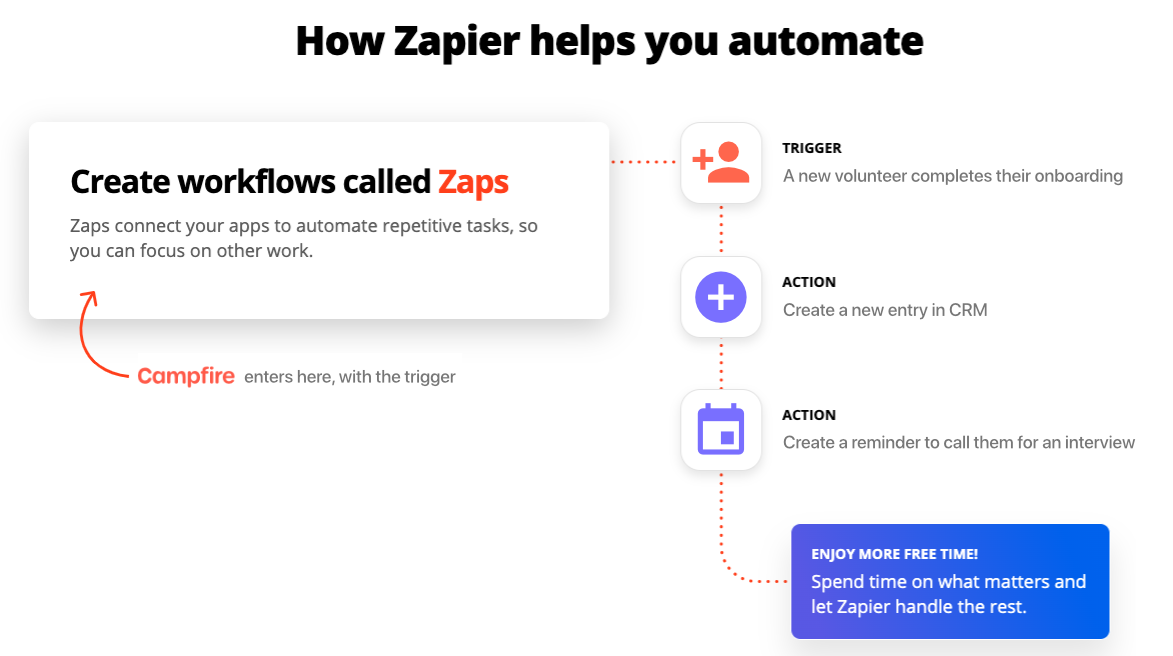 How Zapier helps you automate
Create workflows called Zaps
Zaps connect your apps to automate repetitive tasks, so
you can focus on other work.
Campfire enters here, with the trigger
TRIGGER
A new volunteer completes their onboarding
ACTION
Create a new entry in CRM
ACTION
Create a reminder to call them for an interview
ENJOY MORE FREE TIME!
Spend time on what matters and
let Zapier handle the rest.